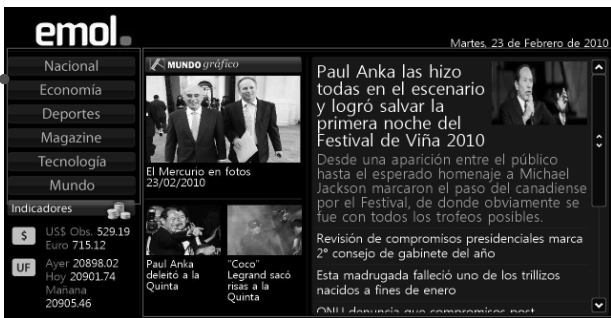 emol.
Martes, 23 de Febrero de 2010
Nacional
Economía
Deportes
Magazine
Tecnología
Mundo
Indicadores
$
US$ Obs. 529.19
Euro 715.12
UF
Ayer 20898.02
Hoy 20901.74
Mañana
20905.46
MUNDO gráfico
El Mercurio en fotos
23/02/2010
Paul Anka
deleitó a la
Quinta
"Coco"
Legrand sacó
risas a la
Quinta
Paul Anka las hizo
todas en el escenario
y logró salvar la
primera noche del
Festival de Viña 2010
Desde una aparición entre el público
hasta el esperado homenaje a Michael
Jackson marcaron el paso del canadiense
por el Festival, de donde obviamente se
fue con todos los trofeos posibles.
Revisión de compromisos presidenciales marca
2° consejo de gabinete del año
Esta madrugada falleció uno de los trillizos
nacidos a fines de enero
ONU denuncia que compromisos post